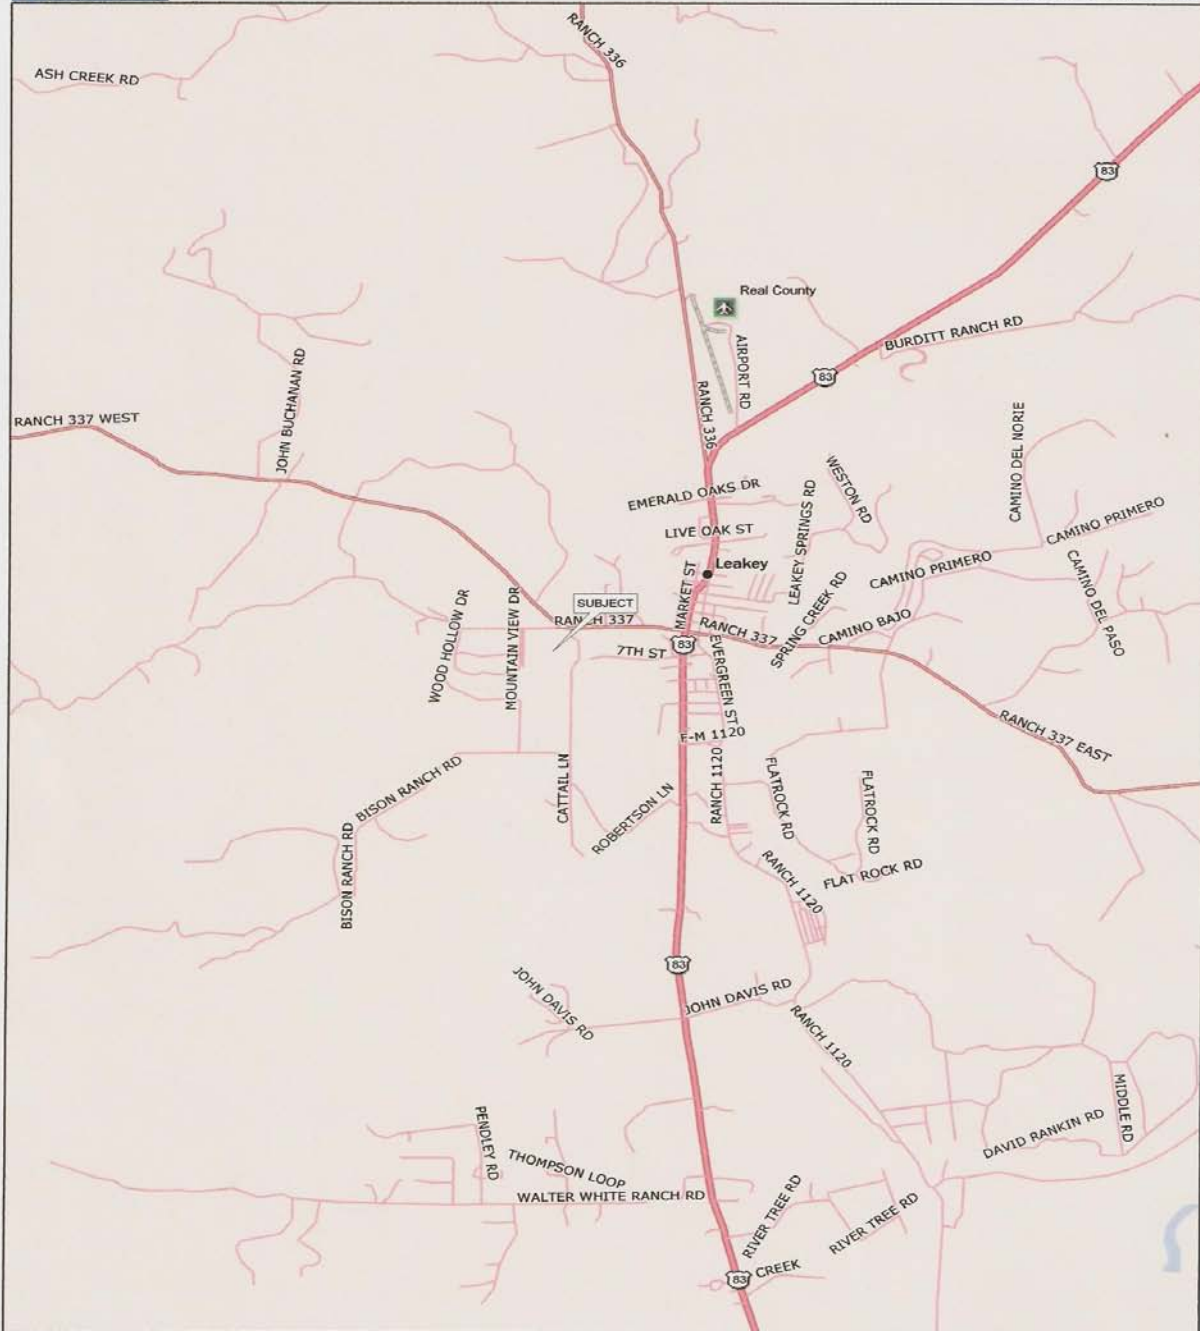 RANCH 336
ASH CREEK RD
83
Real County
AIRPORT RD
BURDITT RANCH RD
83
JOHN BUCHANAN RD
RANCH 336
RANCH 337 WEST
CAMINO DEL NORIE
WESTON RD
EMERALD OAKS DR
LEAKEY SPRINGS RD
LIVE OAK ST
CAMINO PRIMERO
Leakey
MARKET ST
CAMINO PRIMERO
CAMINO DEL PASO
SPRING CREEK RD
SUBJECT
RANCH 337
RANCH 337
CAMINO BAJO
WOOD HOLLOW DR
MOUNTAIN VIEW DR
83
7TH ST
EVERGREEN ST
F-M 1120
RANCH 337 EAST
BISON RANCH RD
CATTAIL LN
RANCH 1120
FLATROCK RD
FLATROCK RD
ROBERTSON LN
BISON RANCH RD
RANCH 1120
FLAT ROCK RD
83
JOHN DAVIS RD
JOHN DAVIS RD
RANCH 1120
MIDDLE RD
PENDLEY RD
DAVID RANKIN RD
THOMPSON LOOP
WALTER WHITE RANCH RD
RIVER TREE RD
RIVER TREE RD
83
CREEK